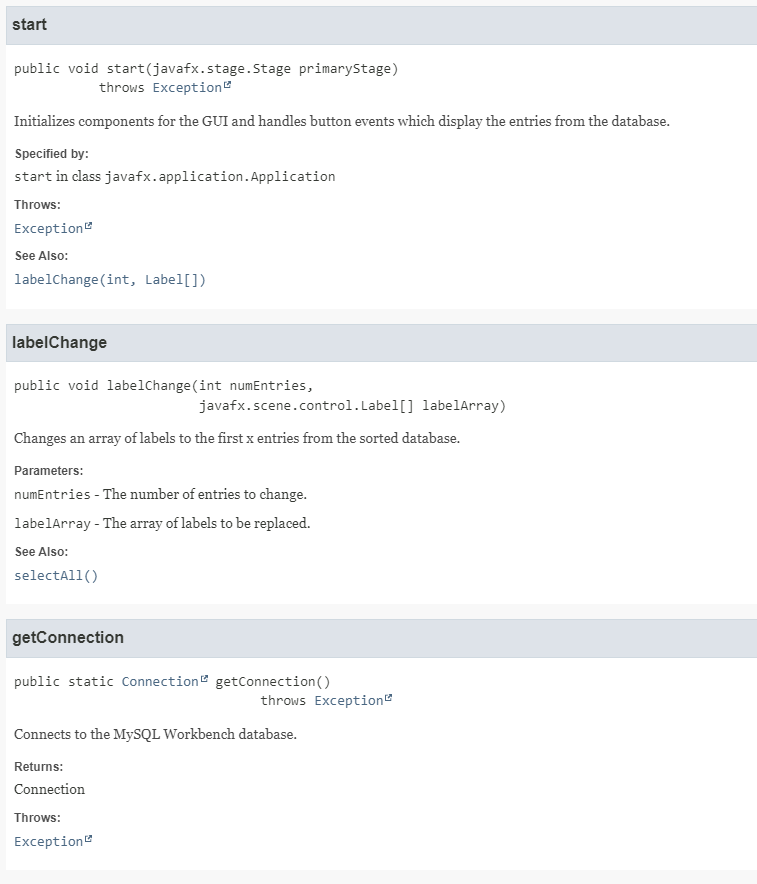 start
public void start(javafx.stage.Stage primaryStage)
throws Exception
Initializes components for the GUI and handles button events which display the entries from the database.
Specified by:
start in class javafx.application.Application
Throws:
Exception
See Also:
labelChange(int, Label[])
labelChange
public void labelChange(int numEntries,
javafx.scene.control.Label[] labelArray)
Changes an array of labels to the first x entries from the sorted database.
Parameters:
numEntries - The number of entries to change.
labelArray - The array of labels to be replaced.
See Also:
selectAll()
getConnection
public static Connection getConnection()
throws Exception
Connects to the MySQL Workbench database.
Returns:
Connection
Throws:
Exception